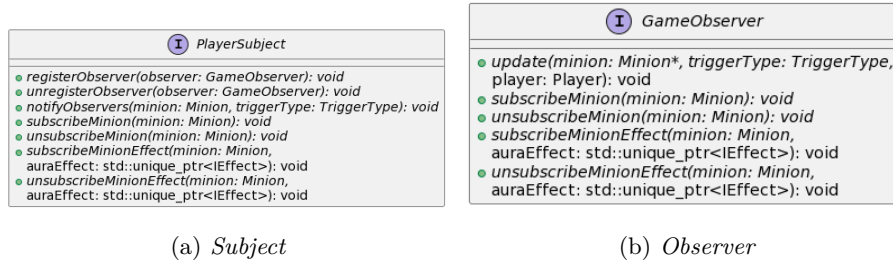 I PlayerSubject
registerObserver(observer: GameObserver): void
unregisterObserver(observer: GameObserver): void
notifyObservers(minion: Minion, triggerType: TriggerType): void
subscribeMinion(minion: Minion): void
unsubscribeMinion(minion: Minion): void
subscribeMinionEffect(minion: Minion,
auraEffect: std::unique_ptr<IEffect>): void
unsubscribeMinionEffect(minion: Minion,
auraEffect: std::unique_ptr<IEffect>): void
(a) Subject
I GameObserver
update(minion: Minion*, triggerType: TriggerType,
player: Player): void
subscribeMinion(minion: Minion): void
unsubscribeMinion(minion: Minion): void
subscribeMinionEffect(minion: Minion,
auraEffect: std::unique_ptr<IEffect>): void
unsubscribeMinionEffect(minion: Minion,
auraEffect: std::unique_ptr<IEffect>): void
(b) Observer